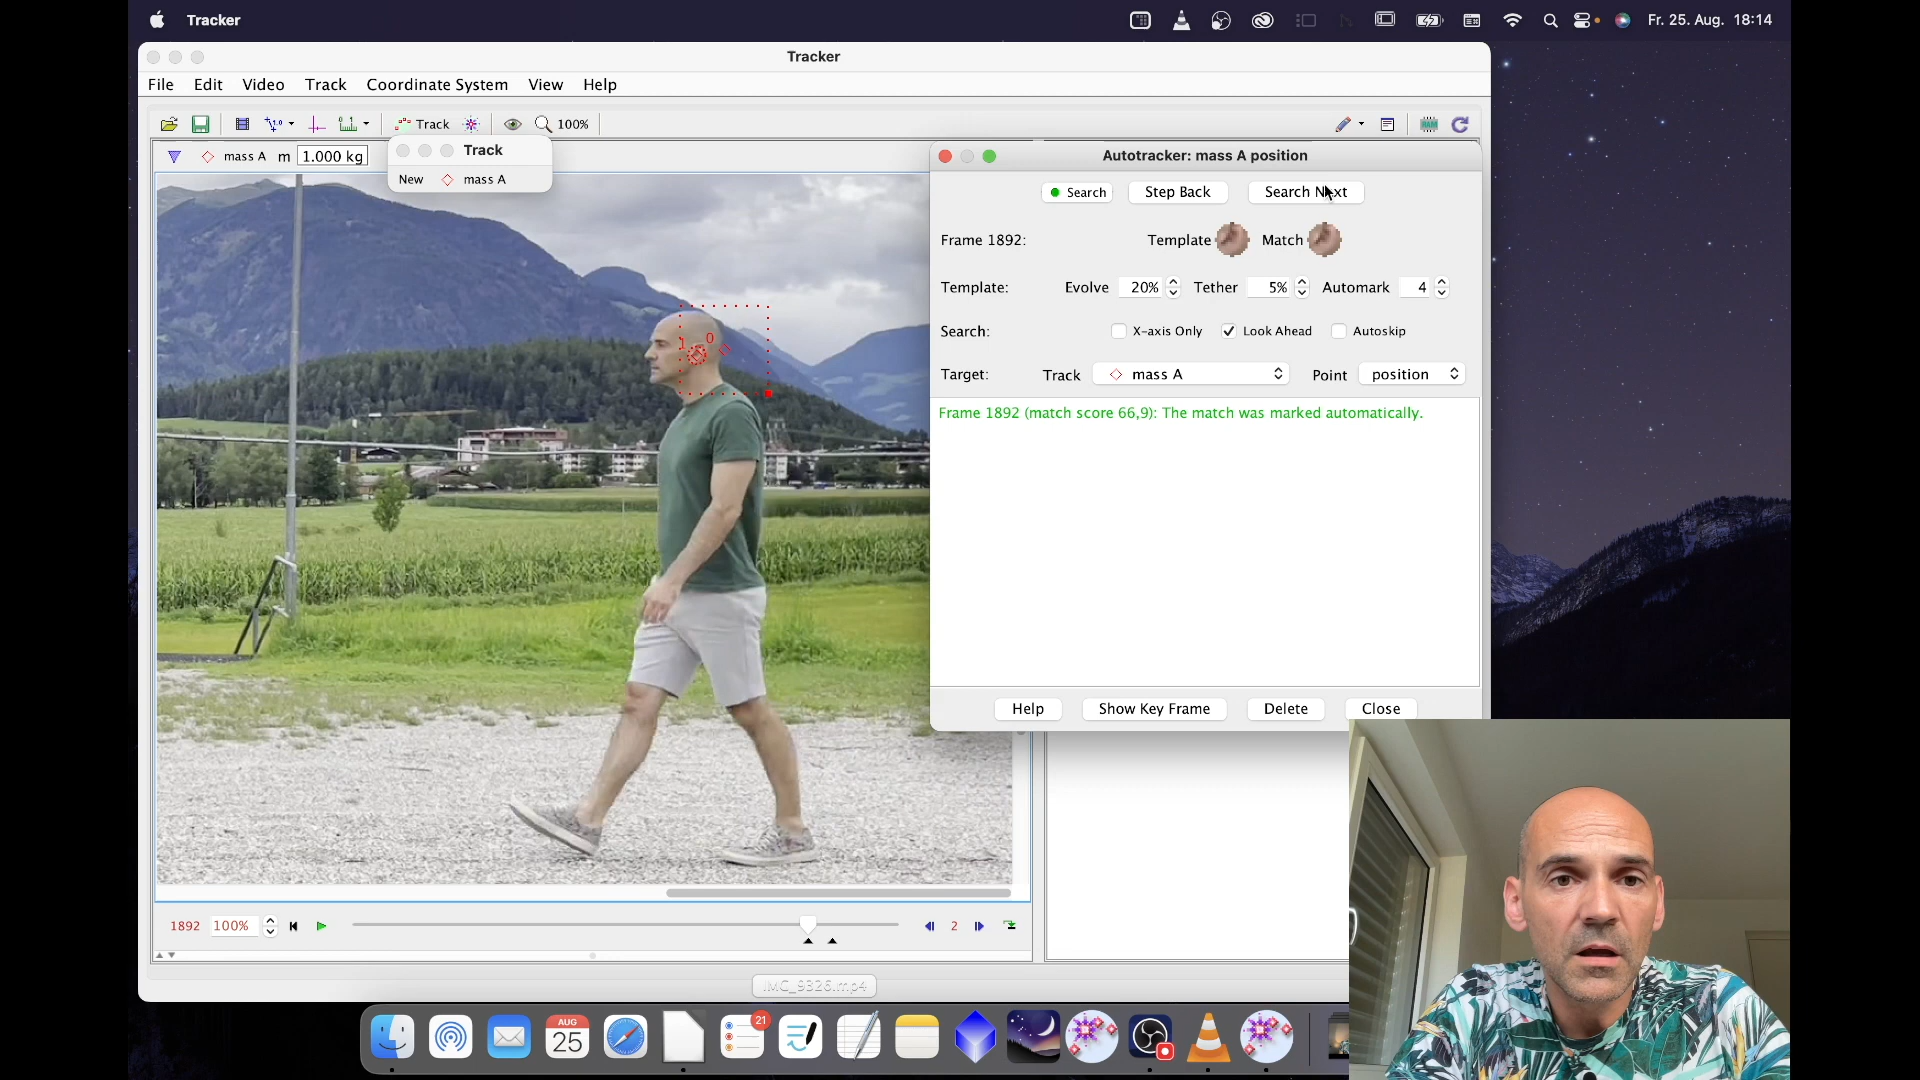 Tracker
Fr. 25. Aug. 18:14
Tracker
File Edit Video Track Coordinate System View Help
Track 100%
mass A m 1.000 kg
Track
New mass A
Autotracker: mass A position
Search Step Back Search Next
Frame 1892: Template Match
Template: Evolve 20% Tether 5% Automark 4
Search: X-axis Only Look Ahead Autoskip
Target: Track mass A Point position
Frame 1892 (match score 66,9): The match was marked automatically.
0
1
Help Show Key Frame Delete Close
1892 100% 2
IMG_9326.mp4
AUG
25
21